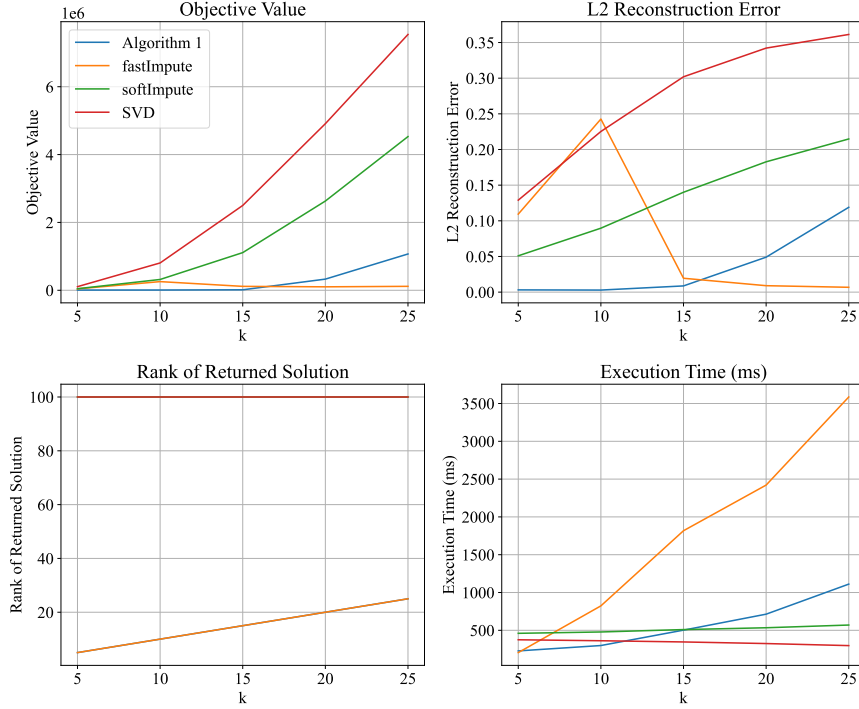 Objective Value
1e6
Objective Value
6
4
2
0
Algorithm 1
fastImpute
softImpute
SVD
5 10 15 20 25
k
L2 Reconstruction Error
L2 Reconstruction Error
0.35
0.30
0.25
0.20
0.15
0.10
0.05
0.00
5 10 15 20 25
k
Rank of Returned Solution
Rank of Returned Solution
100
80
60
40
20
5 10 15 20 25
k
Execution Time (ms)
Execution Time (ms)
3500
3000
2500
2000
1500
1000
500
5 10 15 20 25
k